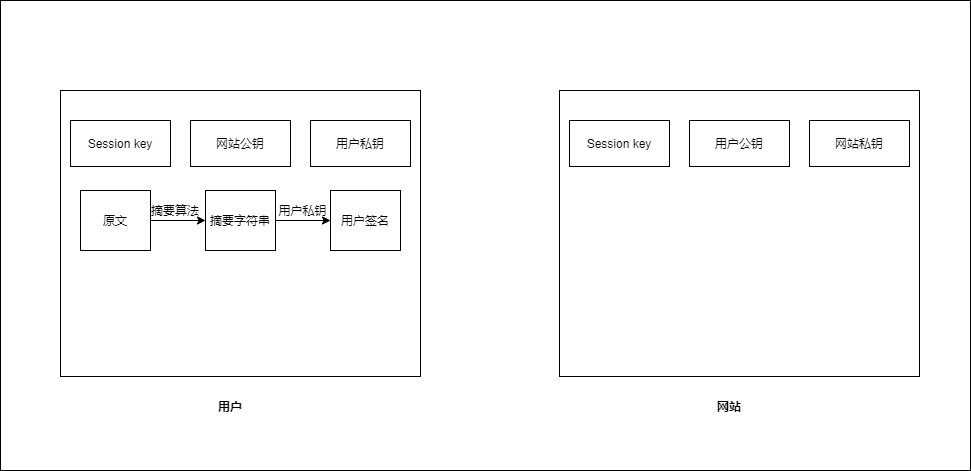 Session key
网站公钥
用户私钥
Session key
用户公钥
网站私钥
原文
摘要算法
摘要字符串
用户私钥
用户签名
用户
网站